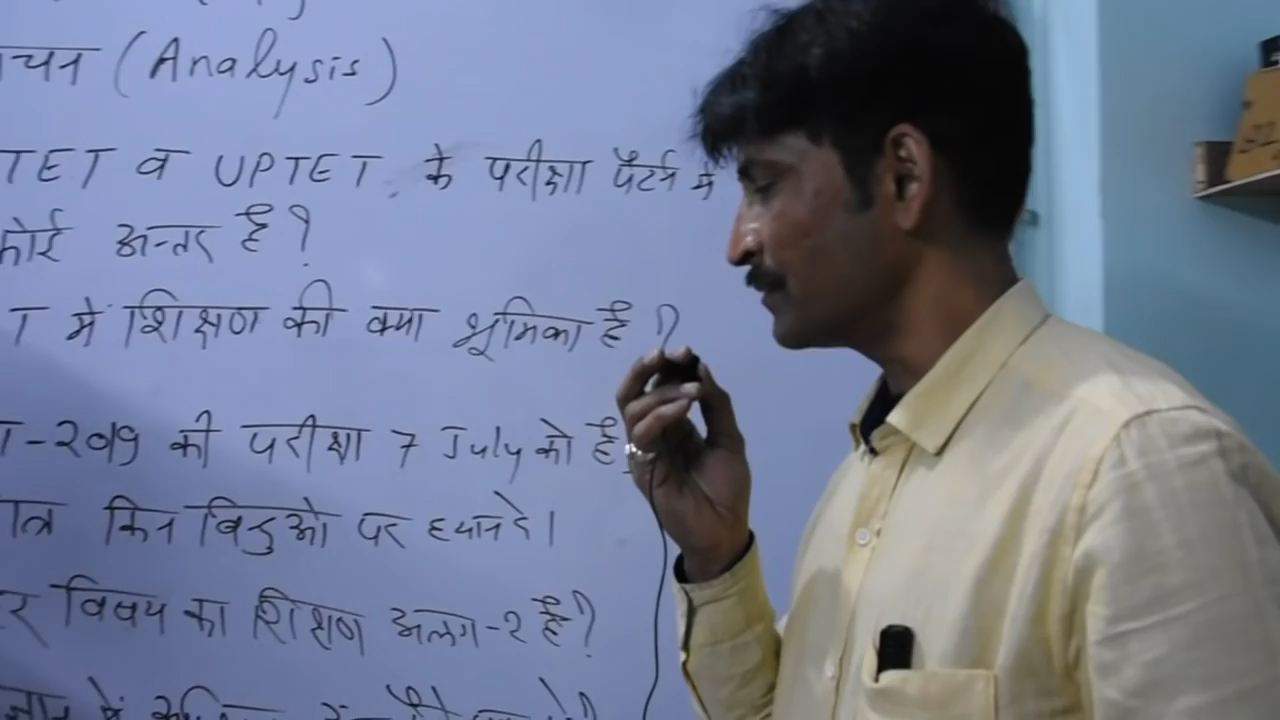 (Analysis)
TET व UPTET के परीक्षा पैटर्न में
कोई अन्तर है?
T में शिक्षण की क्या भूमिका है?
-2019 की परीक्षा 7 July को है,
किन बिंदुओ पर ध्यान दे।
विषय का शिक्षण अलग-2 है?